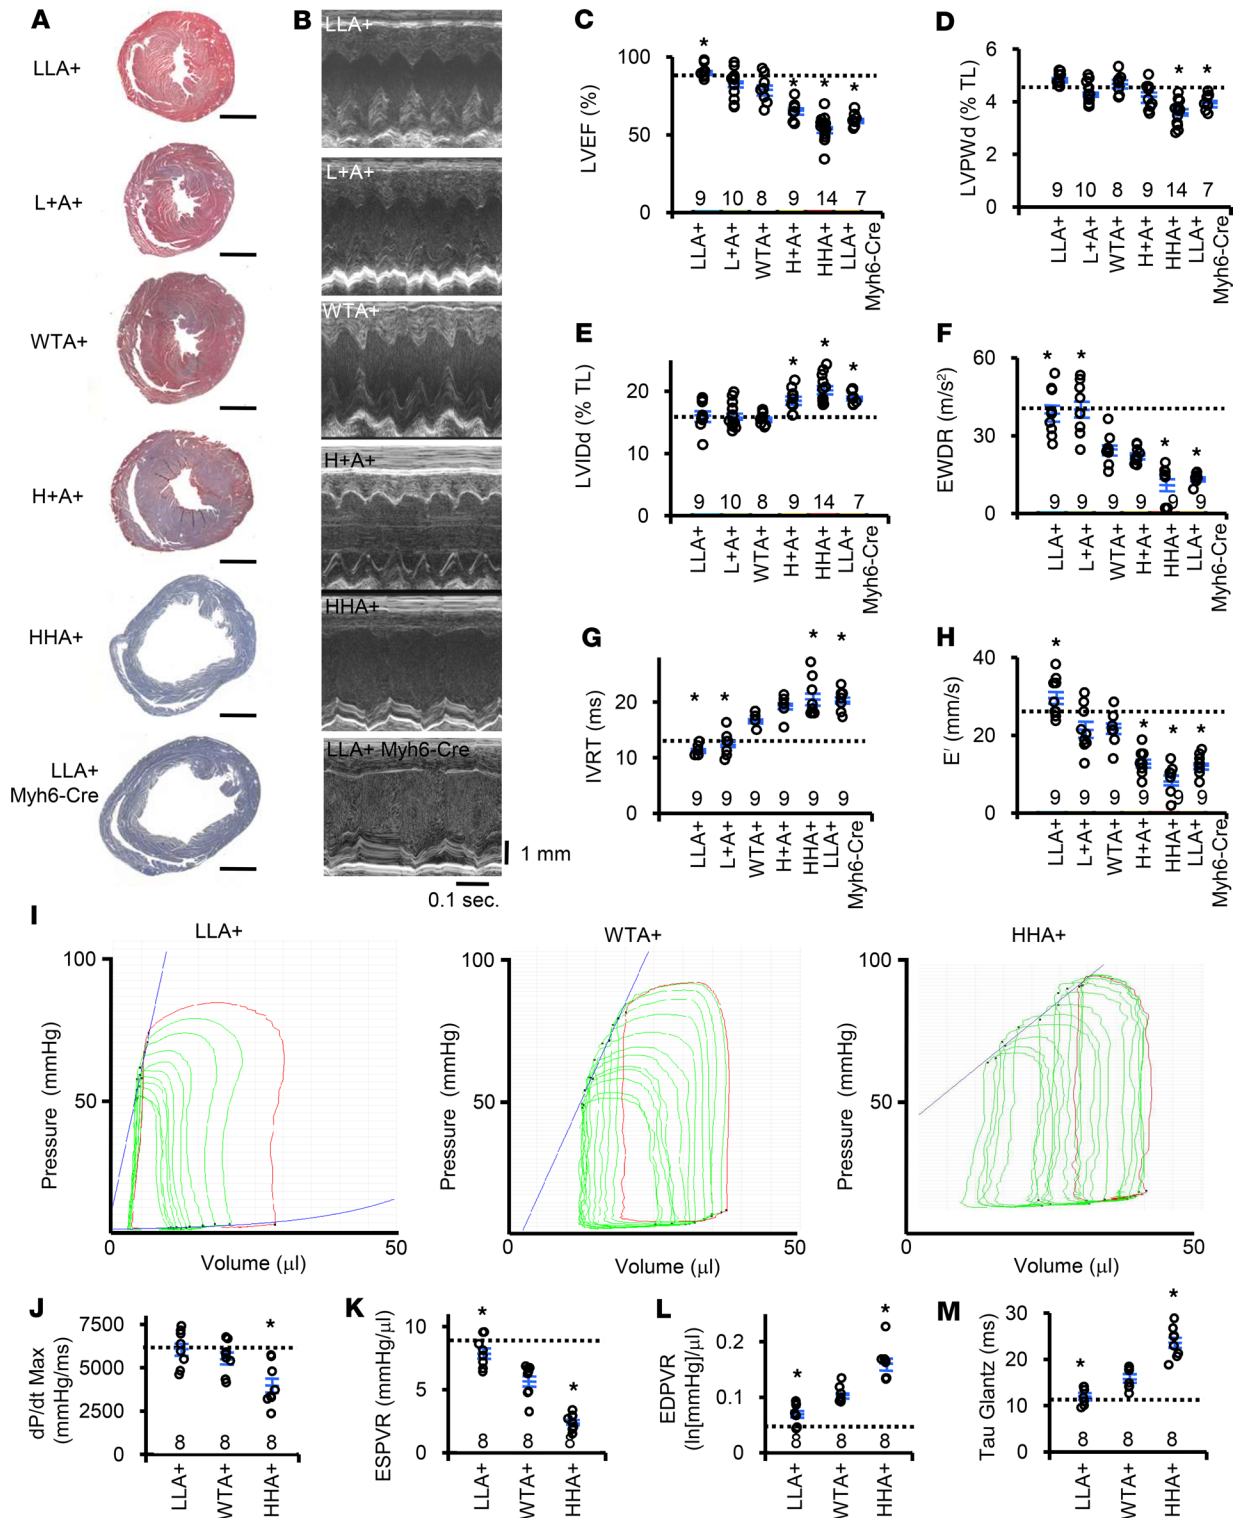 A
LLA+
L+A+
WTA+
H+A+
HHA+
LLA+
Myh6-Cre
B
LLA+
L+A+
WTA+
H+A+
HHA+
LLA+ Myh6-Cre
1 mm
0.1 sec.
C
LVEF (%)
100
50
0
*
*
*
*
9 10 8 9 14 7
LLA+
L+A+
WTA+
H+A+
HHA+
LLA+
Myh6-Cre
D
LVPWd (% TL)
6
4
2
0
*
*
9 10 8 9 14 7
LLA+
L+A+
WTA+
H+A+
HHA+
LLA+
Myh6-Cre
E
LVIDd (% TL)
20
10
0
*
*
*
9 10 8 9 14 7
LLA+
L+A+
WTA+
H+A+
HHA+
LLA+
Myh6-Cre
F
EWDR (m/s²)
60
30
0
*
*
*
*
9 9 9 9 9 9
LLA+
L+A+
WTA+
H+A+
HHA+
LLA+
Myh6-Cre
G
IVRT (ms)
20
10
0
*
*
*
*
9 9 9 9 9 9
LLA+
L+A+
WTA+
H+A+
HHA+
LLA+
Myh6-Cre
H
E′ (mm/s)
40
20
0
*
*
*
*
9 9 9 9 9 9
LLA+
L+A+
WTA+
H+A+
HHA+
LLA+
Myh6-Cre
I
LLA+
Pressure (mmHg)
100
50
0
50
Volume (μl)
WTA+
Pressure (mmHg)
100
50
0
50
Volume (μl)
HHA+
Pressure (mmHg)
100
50
0
50
Volume (μl)
J
dP/dt Max
(mmHg/ms)
7500
5000
2500
0
*
8 8 8
LLA+
WTA+
HHA+
K
ESPVR (mmHg/μl)
10
5
0
*
*
8 8 8
LLA+
WTA+
HHA+
L
EDPVR
(ln[mmHg]/μl)
0.2
0.1
0
*
*
8 8 8
LLA+
WTA+
HHA+
M
Tau Glantz (ms)
30
20
10
0
*
*
8 8 8
LLA+
WTA+
HHA+